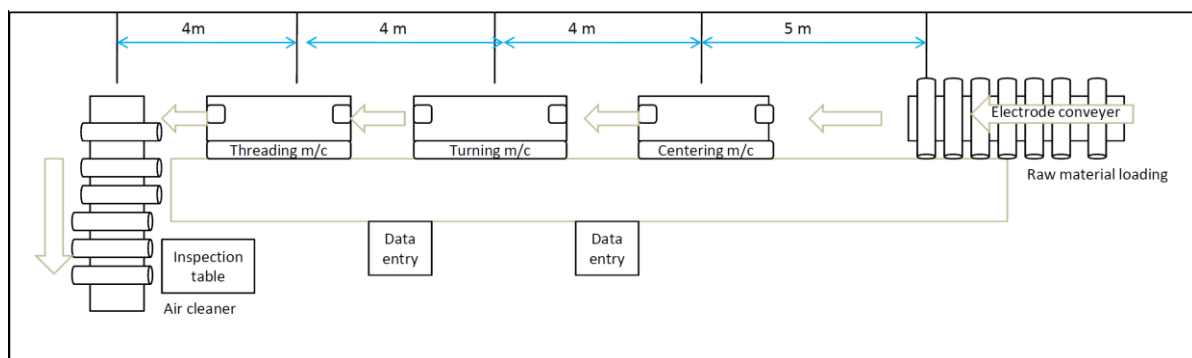 4m
4 m
4 m
5 m
Electrode conveyer
Threading m/c
Turning m/c
Centering m/c
Raw material loading
Data
entry
Data
entry
Inspection
table
Air cleaner